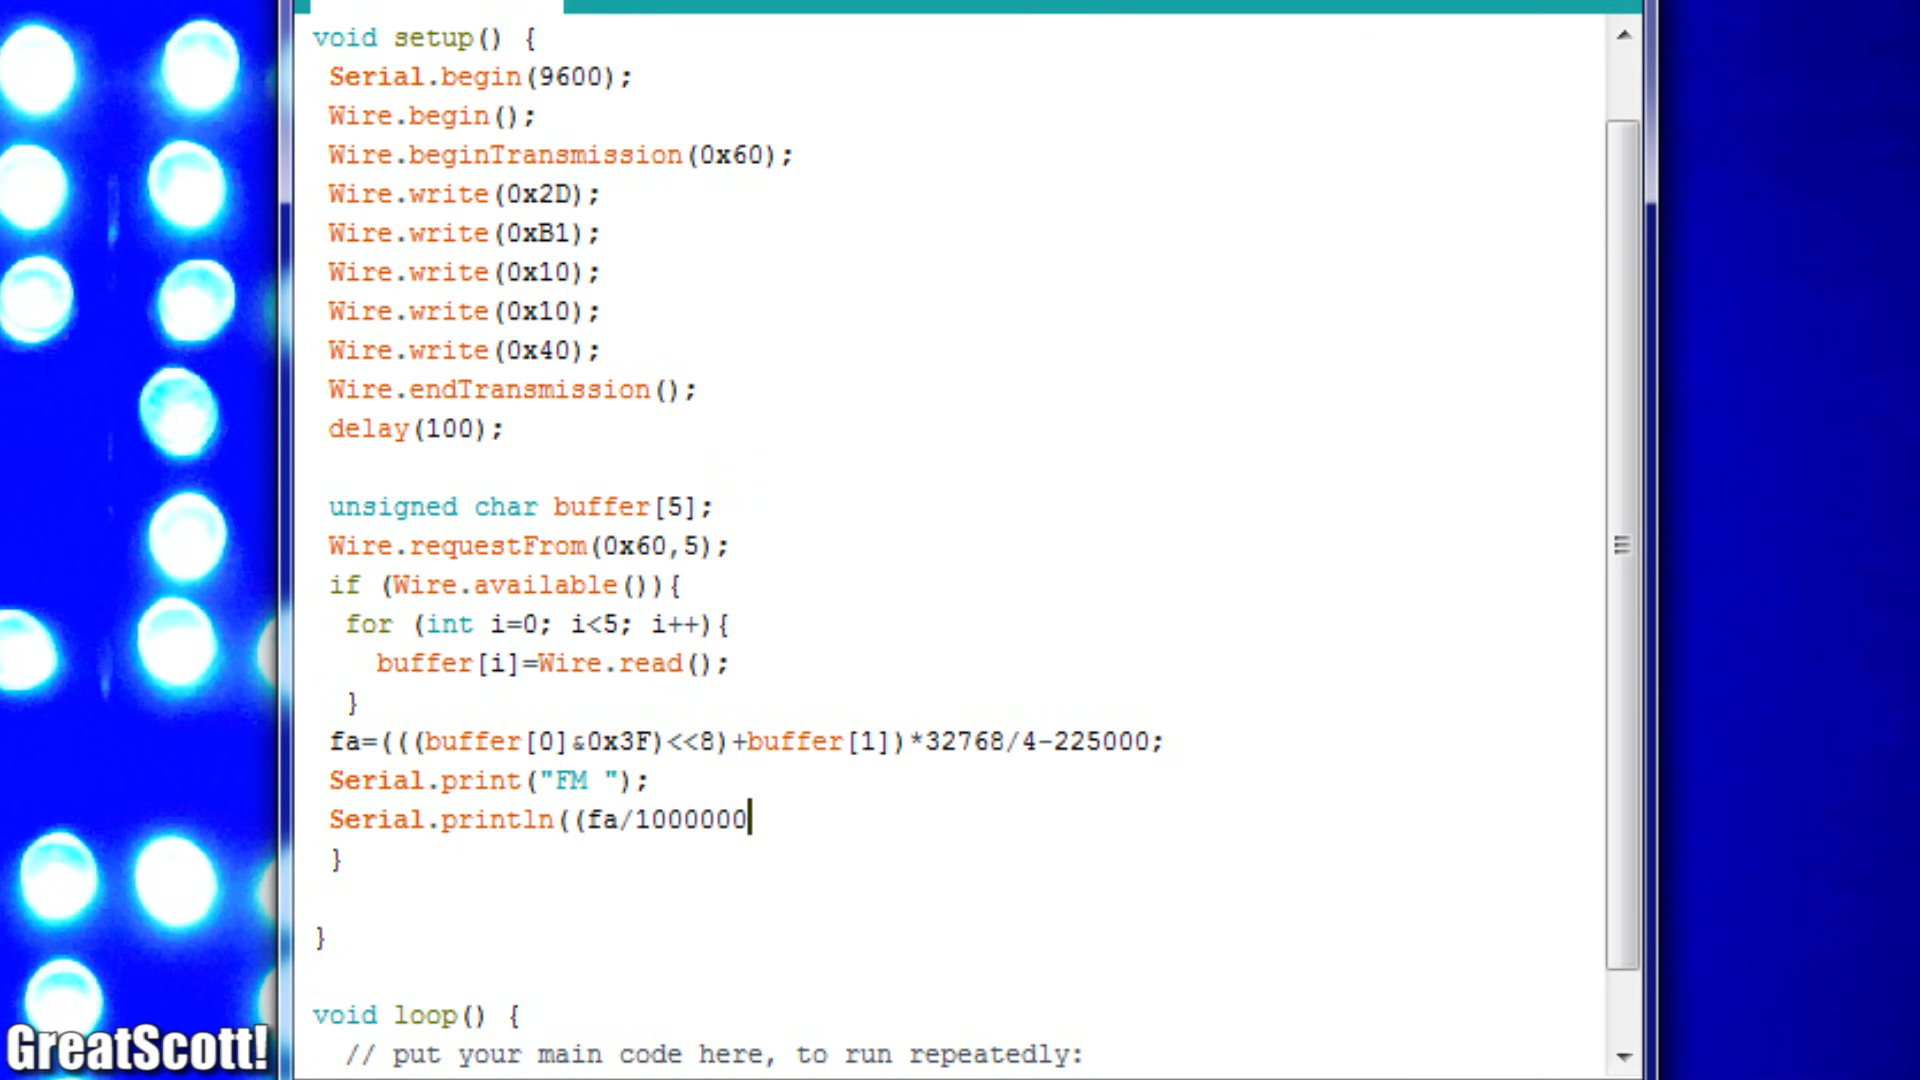 void setup() {
Serial.begin(9600);
Wire.begin();
Wire.beginTransmission(0x60);
Wire.write(0x2D);
Wire.write(0xB1);
Wire.write(0x10);
Wire.write(0x10);
Wire.write(0x40);
Wire.endTransmission();
delay(100);
unsigned char buffer[5];
Wire.requestFrom(0x60,5);
if (Wire.available()){
for (int i=0; i<5; i++){
buffer[i]=Wire.read();
}
fa=(((buffer[0]&0x3F)<<8)+buffer[1])*32768/4-225000;
Serial.print("FM ");
Serial.println((fa/1000000
}
}
void loop() {
// put your main code here, to run repeatedly:
GreatScott!